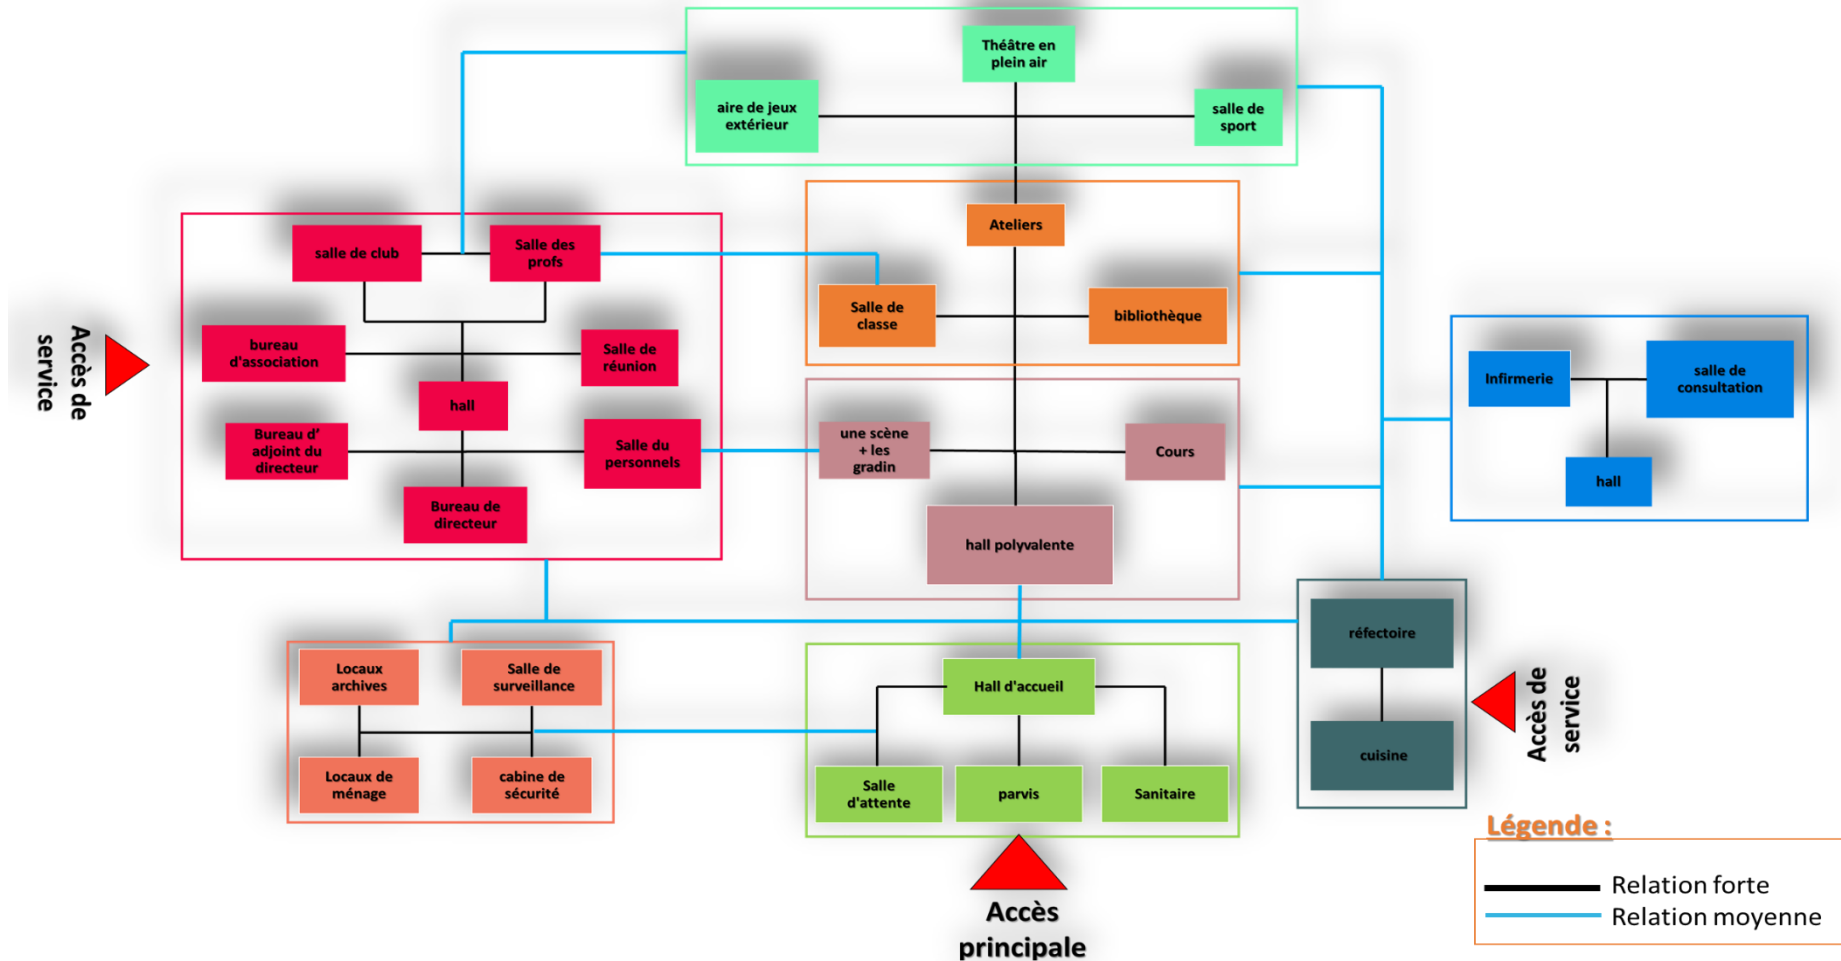 Théâtre en
plein air
aire de jeux
extérieur
salle de
sport
Ateliers
Salle de
classe
bibliothèque
salle de club
Salle des
profs
bureau
d'association
Salle de
réunion
hall
Bureau d'
adjoint du
directeur
Salle du
personnels
Bureau de
directeur
Accès de
service
une scène
+ les
gradin
Cours
hall polyvalente
Infirmerie
salle de
consultation
hall
Locaux
archives
Salle de
surveillance
Locaux de
ménage
cabine de
sécurité
Hall d'accueil
Salle
d'attente
parvis
Sanitaire
réfectoire
cuisine
Accès de
service
Accès
principale
Légende :
Relation forte
Relation moyenne